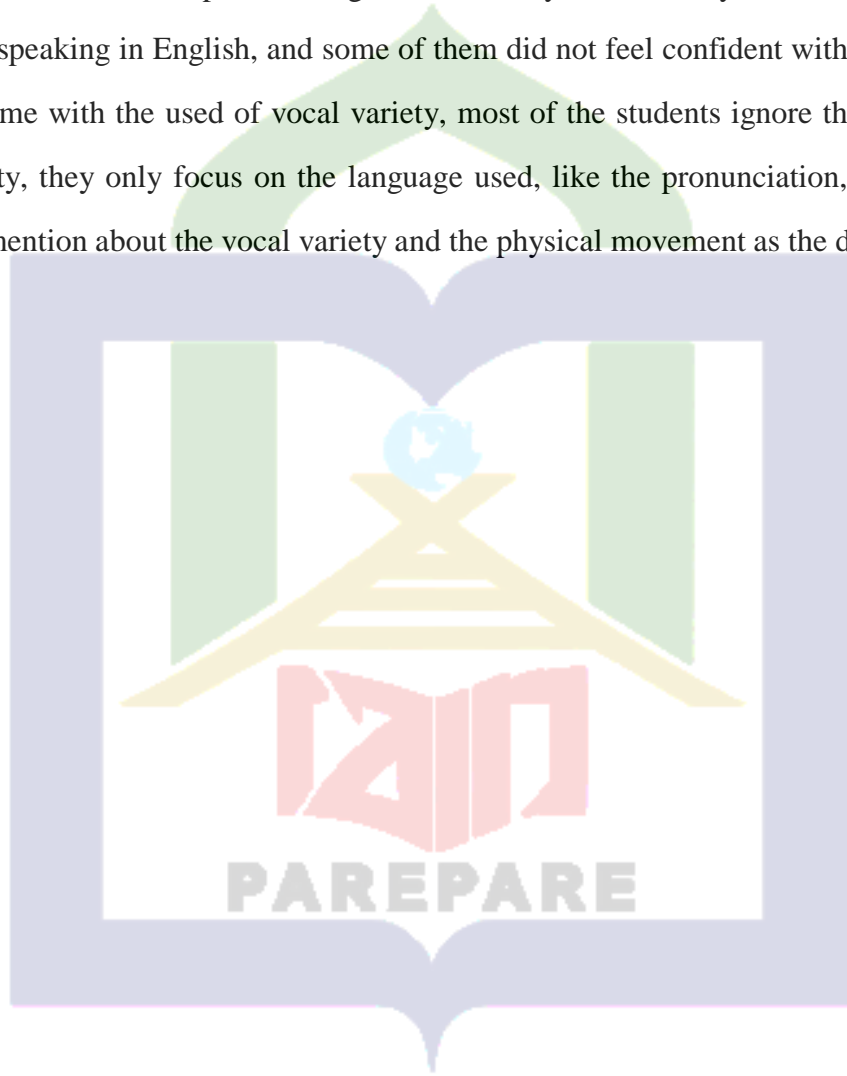 speaking in English, and some of them did not feel confident with
me with the used of vocal variety, most of the students ignore th
ty, they only focus on the language used, like the pronunciation,
mention about the vocal variety and the physical movement as the d
iain
PAREPARE